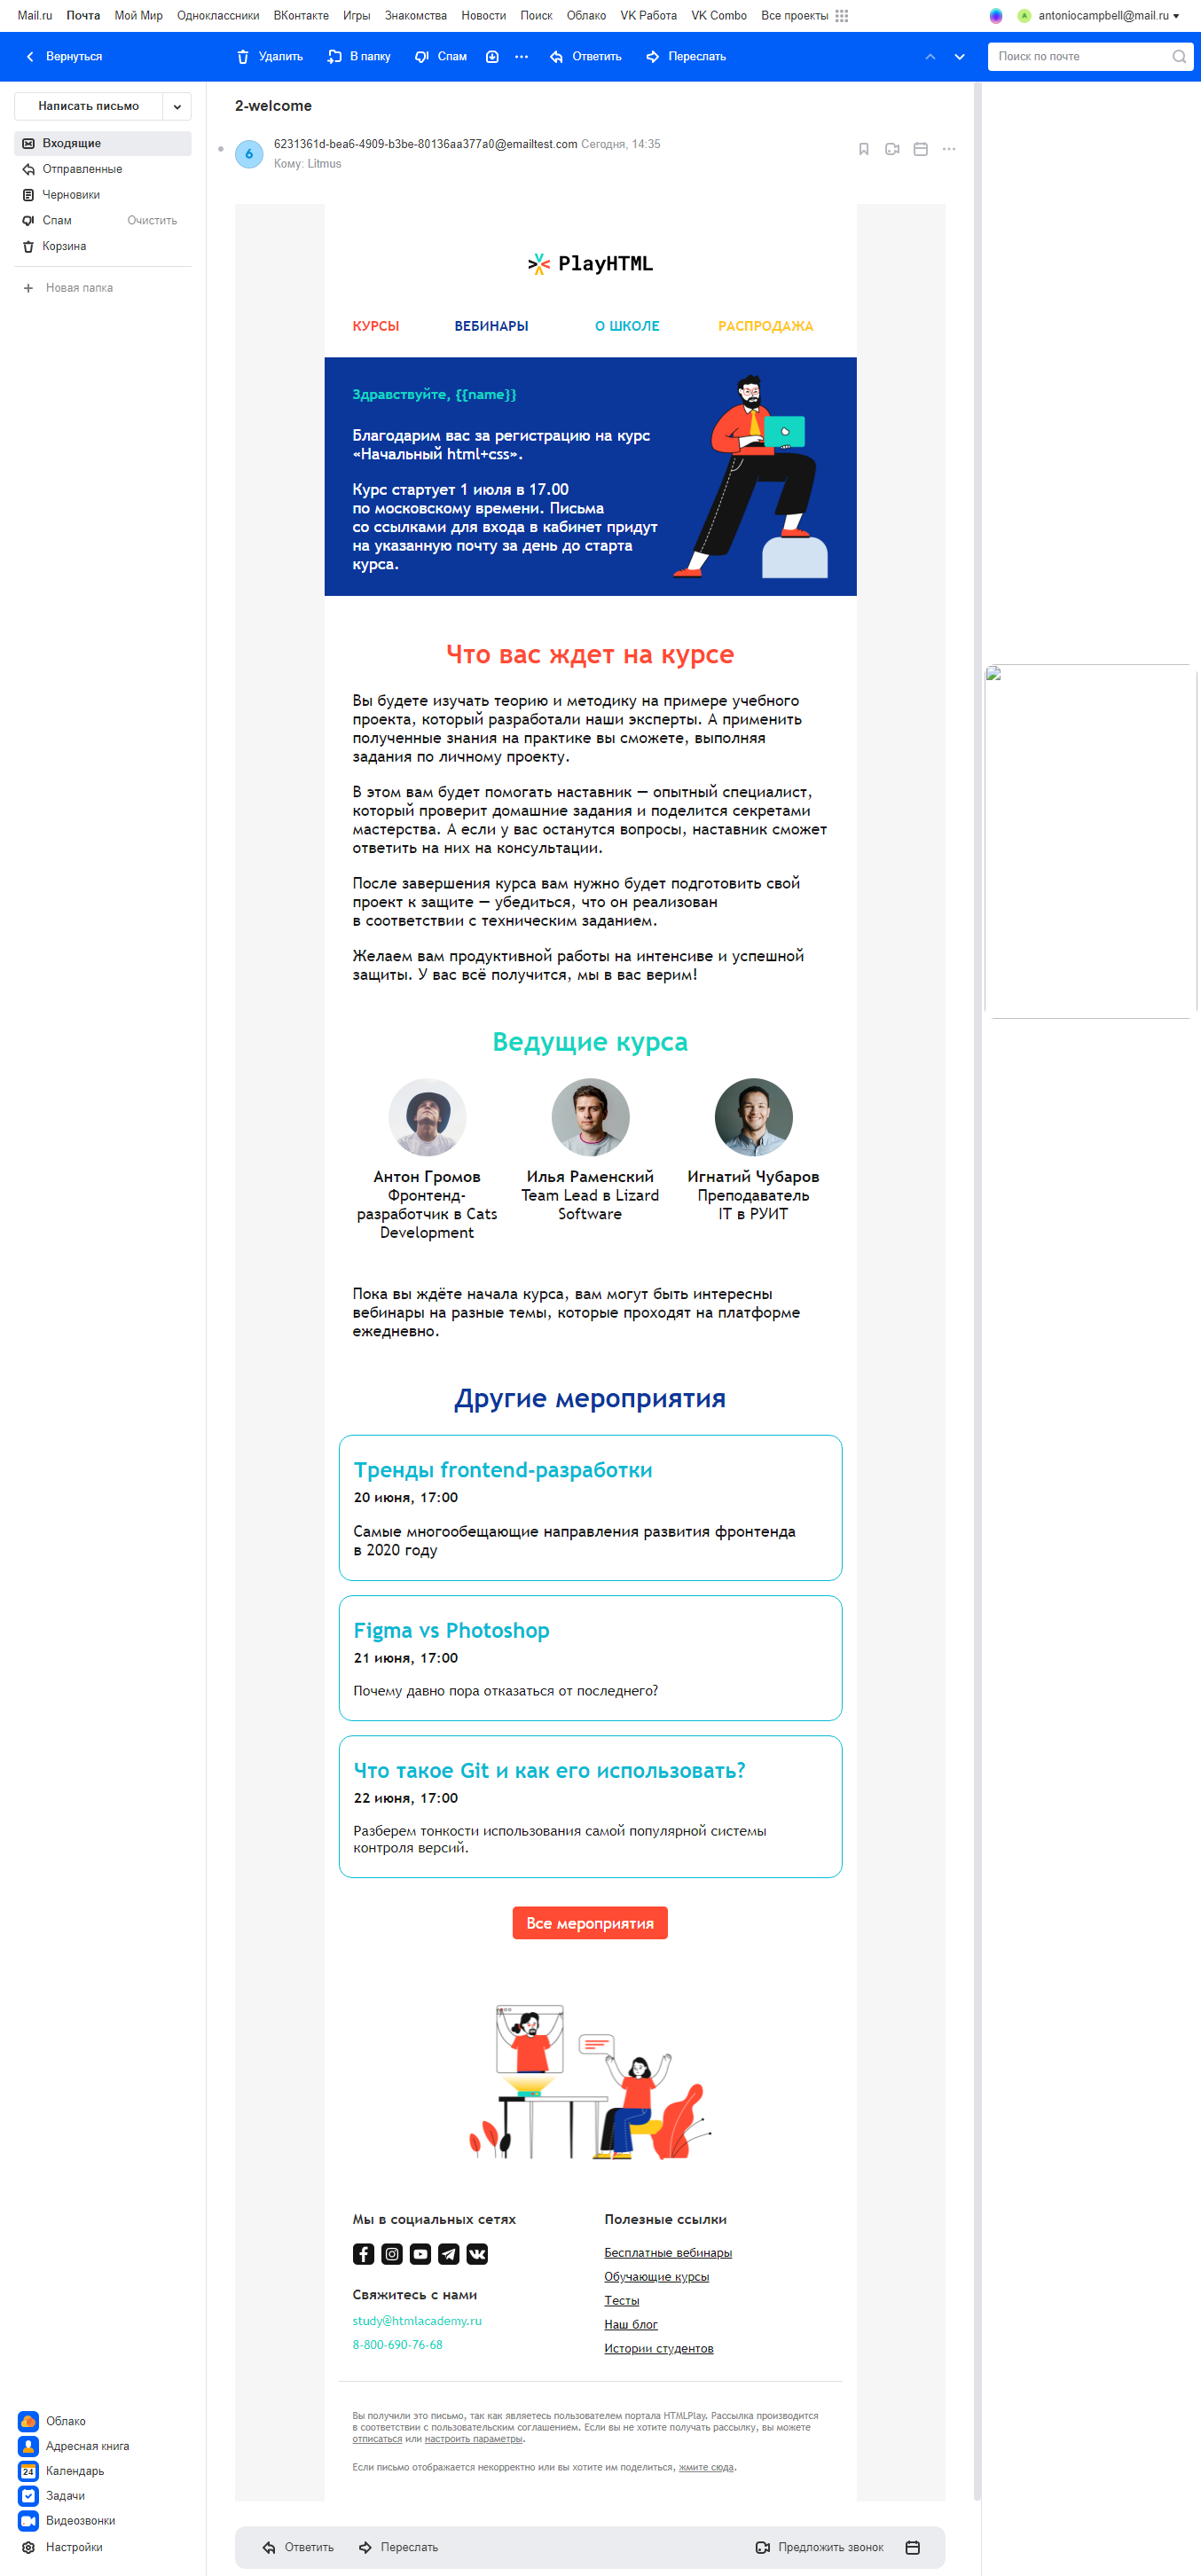 Mail.ru Почта Мой Мир Одноклассники ВКонтакте Игры Знакомства Новости Поиск Облако VK Работа VK Combo Все проекты
A antoniocampbell@mail.ru
Вернуться Удалить В папку Спам Ответить Переслать Поиск по почте
Написать письмо
Входящие
Отправленные
Черновики
Спам Очистить
Корзина
Новая папка
2-welcome
6 6231361d-bea6-4909-b3be-80136aa377a0@emailtest.com Сегодня, 14:35
Кому: Litmus
PlayHTML
КУРСЫ ВЕБИНАРЫ О ШКОЛЕ РАСПРОДАЖА
Здравствуйте, {{name}}
Благодарим вас за регистрацию на курс
«Начальный html+css».
Курс стартует 1 июля в 17.00
по московскому времени. Письма
со ссылками для входа в кабинет придут
на указанную почту за день до старта
курса.
Что вас ждет на курсе
Вы будете изучать теорию и методику на примере учебного
проекта, который разработали наши эксперты. А применить
полученные знания на практике вы сможете, выполняя
задания по личному проекту.
В этом вам будет помогать наставник — опытный специалист,
который проверит домашние задания и поделится секретами
мастерства. А если у вас останутся вопросы, наставник сможет
ответить на них на консультации.
После завершения курса вам нужно будет подготовить свой
проект к защите — убедиться, что он реализован
в соответствии с техническим заданием.
Желаем вам продуктивной работы на интенсиве и успешной
защиты. У вас всё получится, мы в вас верим!
Ведущие курса
Антон Громов
Фронтенд-
разработчик в Cats
Development
Илья Раменский
Team Lead в Lizard
Software
Игнатий Чубаров
Преподаватель
IT в РУИТ
Пока вы ждёте начала курса, вам могут быть интересны
вебинары на разные темы, которые проходят на платформе
ежедневно.
Другие мероприятия
Тренды frontend-разработки
20 июня, 17:00
Самые многообещающие направления развития фронтенда
в 2020 году
Figma vs Photoshop
21 июня, 17:00
Почему давно пора отказаться от последнего?
Что такое Git и как его использовать?
22 июня, 17:00
Разберем тонкости использования самой популярной системы
контроля версий.
Все мероприятия
Мы в социальных сетях
Свяжитесь с нами
study@htmlacademy.ru
8-800-690-76-68
Полезные ссылки
Бесплатные вебинары
Обучающие курсы
Тесты
Наш блог
Истории студентов
Вы получили это письмо, так как являетесь пользователем портала HTMLPlay. Рассылка производится
в соответствии с пользовательским соглашением. Если вы не хотите получать рассылку, вы можете
отписаться или настроить параметры.
Если письмо отображается некорректно или вы хотите им поделиться, жмите сюда.
Облако
Адресная книга
24 Календарь
Задачи
Видеозвонки
Настройки
Ответить Переслать Предложить звонок